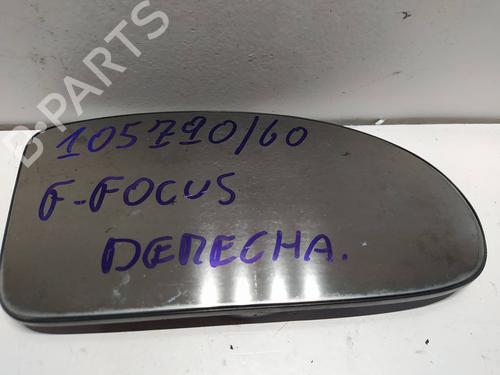 B-PARTS
105790/60
F-FOCUS
DERECHA.